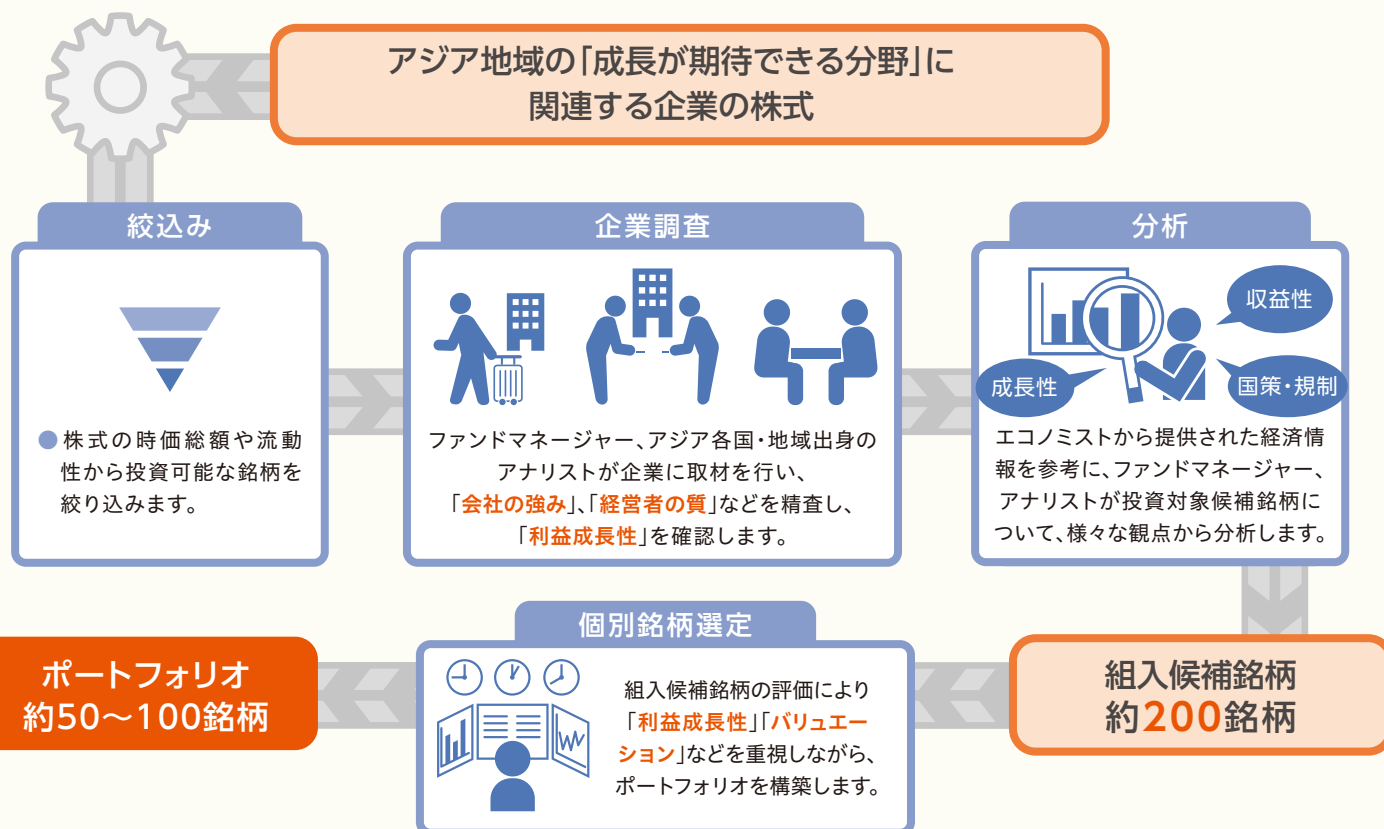 アジア地域の「成長が期待できる分野」に
関連する企業の株式
絞込み
●株式の時価総額や流動
性から投資可能な銘柄を
絞り込みます。
企業調査
ファンドマネージャー、アジア各国・地域出身の
アナリストが企業に取材を行い、
「会社の強み」、「経営者の質」などを精査し、
「利益成長性」を確認します。
分析
収益性
成長性
国策・規制
エコノミストから提供された経済情
報を参考に、ファンドマネージャー、
アナリストが投資対象候補銘柄に
ついて、様々な観点から分析します。
組入候補銘柄
約200銘柄
個別銘柄選定
組入候補銘柄の評価により
「利益成長性」「バリュエー
ション」などを重視しながら、
ポートフォリオを構築します。
ポートフォリオ
約50〜100銘柄